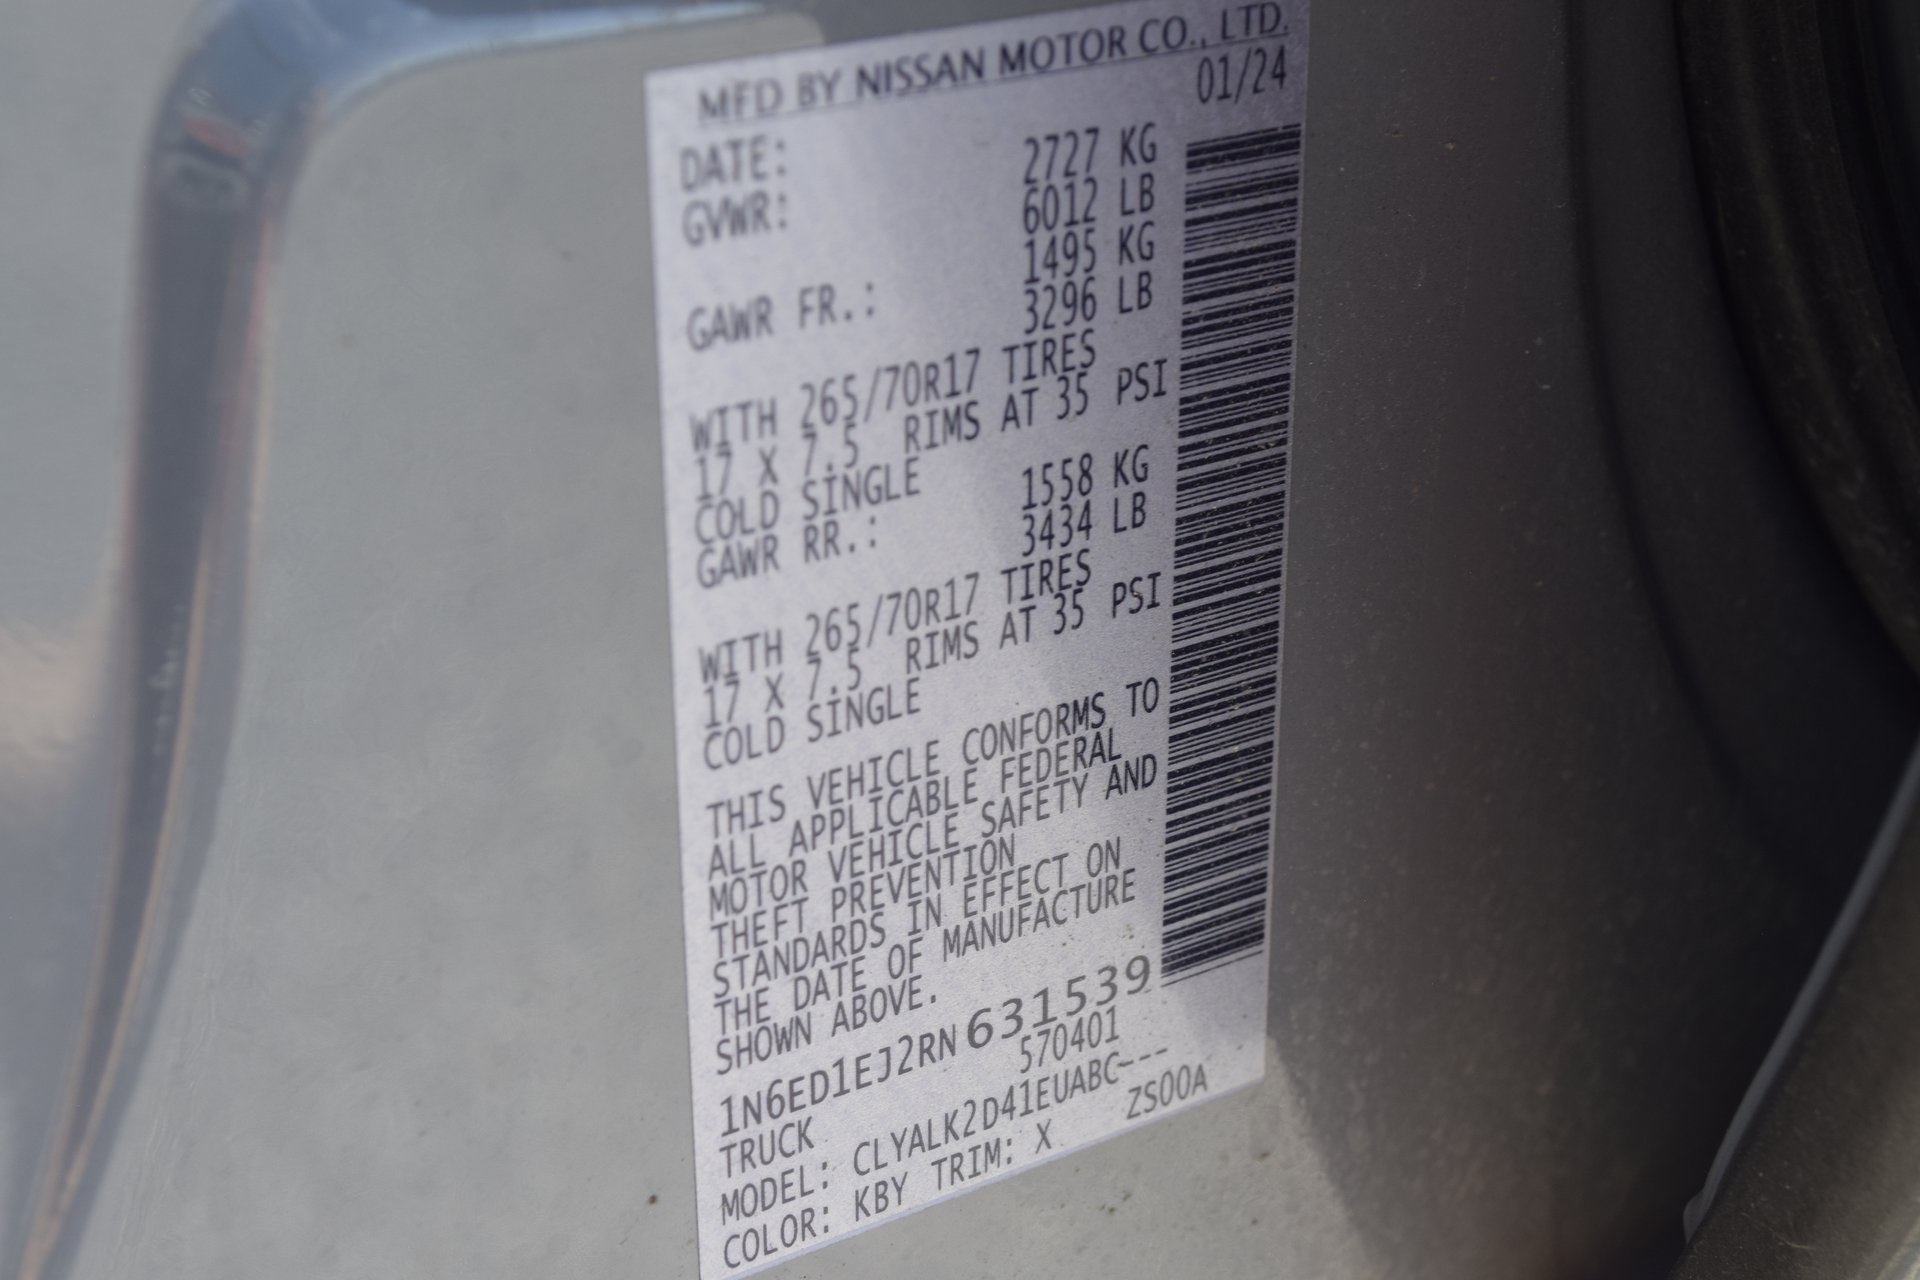 MFD BY NISSAN MOTOR CO., LTD.
DATE: 01/24
GVWR: 2727 KG
6012 LB
GAWR FR.: 1495 KG
3296 LB
WITH 265/70R17 TIRES
17 X 7.5 RIMS AT 35 PSI
COLD SINGLE
GAWR RR.: 1558 KG
3434 LB
WITH 265/70R17 TIRES
17 X 7.5 RIMS AT 35 PSI
COLD SINGLE
THIS VEHICLE CONFORMS TO
ALL APPLICABLE FEDERAL
MOTOR VEHICLE SAFETY AND
THEFT PREVENTION
STANDARDS IN EFFECT ON
THE DATE OF MANUFACTURE
SHOWN ABOVE.
1N6ED1EJ2RN631539
TRUCK 570401
MODEL: CLYALK2D41EUABC---
COLOR: KBY TRIM: X ZS00A